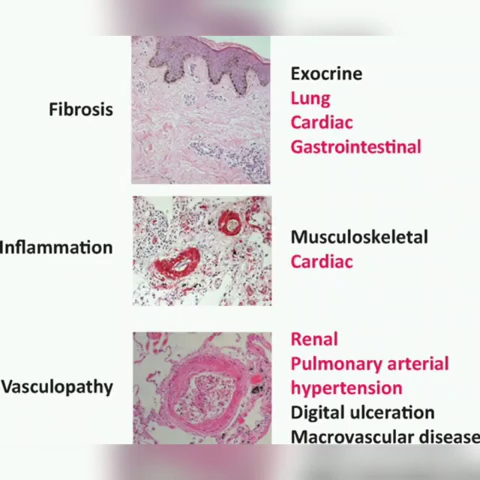 Fibrosis
Exocrine
Lung
Cardiac
Gastrointestinal
Inflammation
Musculoskeletal
Cardiac
Vasculopathy
Renal
Pulmonary arterial
hypertension
Digital ulceration
Macrovascular disease